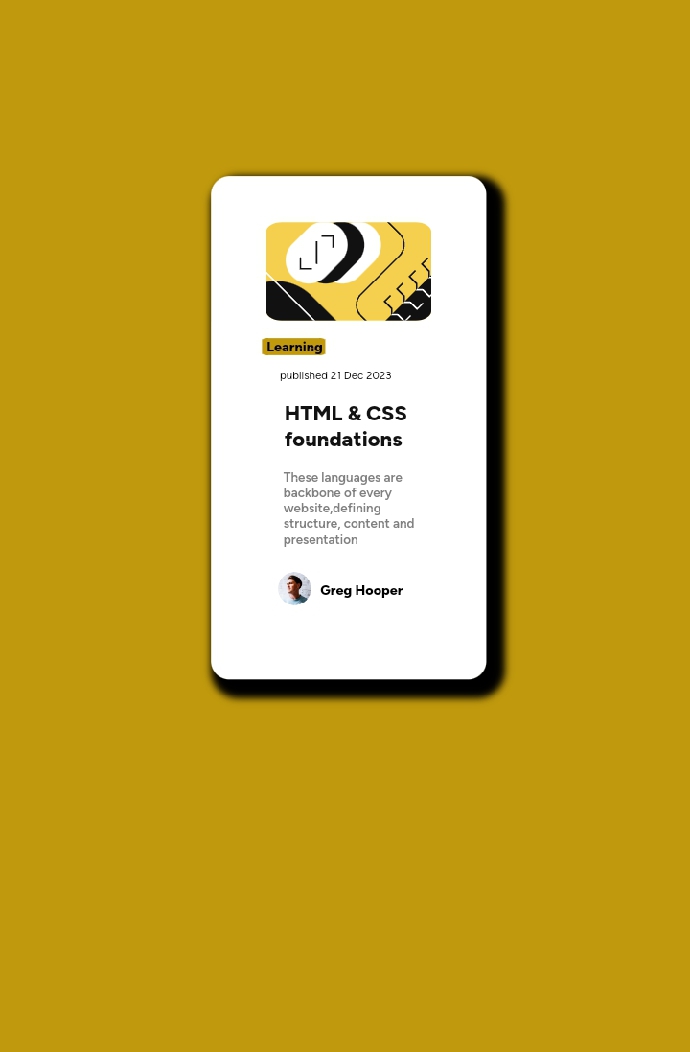 Learning
published 21 Dec 2023
HTML & CSS
foundations
These languages are
backbone of every
website,defining
structure, content and
presentation
Greg Hooper